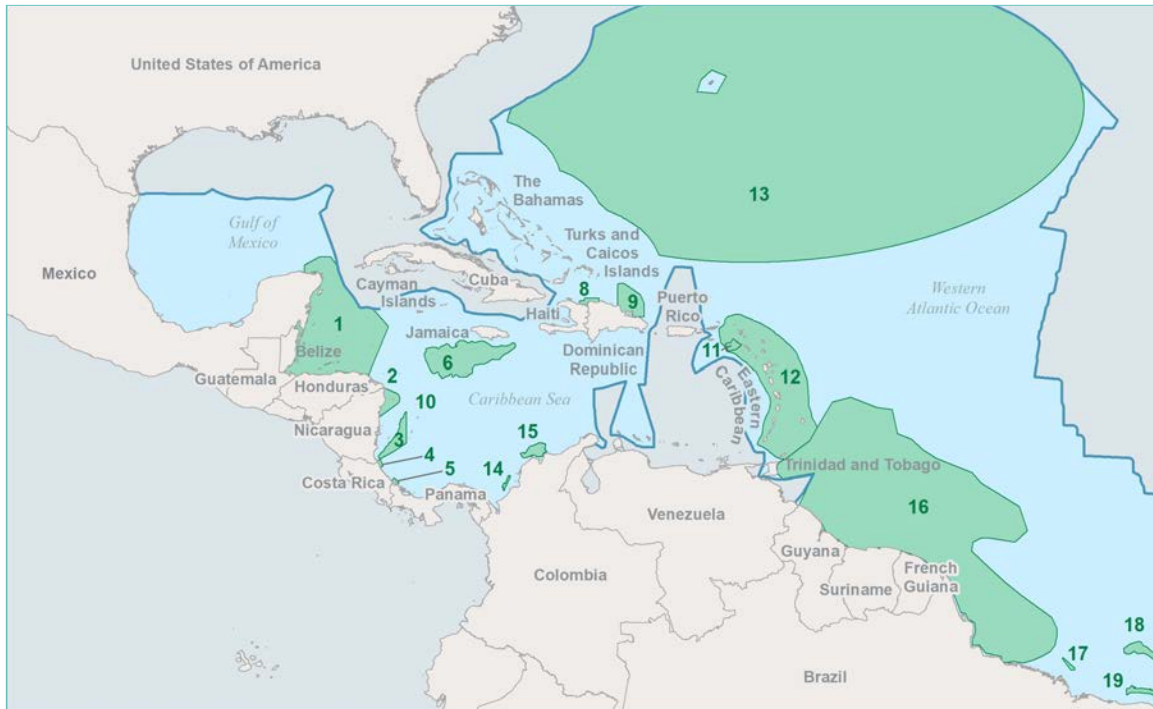 United States of America
13
The
Bahamas
Gulf of
Mexico
Turks and
Caicos
Islands
Mexico
Cuba
Cayman
Islands
Western
Atlantic Ocean
8
9
Puerto
Rico
Haiti
1
Jamaica
Belize
6
Dominican
Republic
11
Guatemala
Honduras
2
12
Eastern
Caribbean
10
Caribbean Sea
Nicaragua
3
15
4
Trinidad and Tobago
5
14
Costa Rica
Panama
16
Venezuela
Guyana
Colombia
French
Guiana
Suriname
18
17
Brazil
19